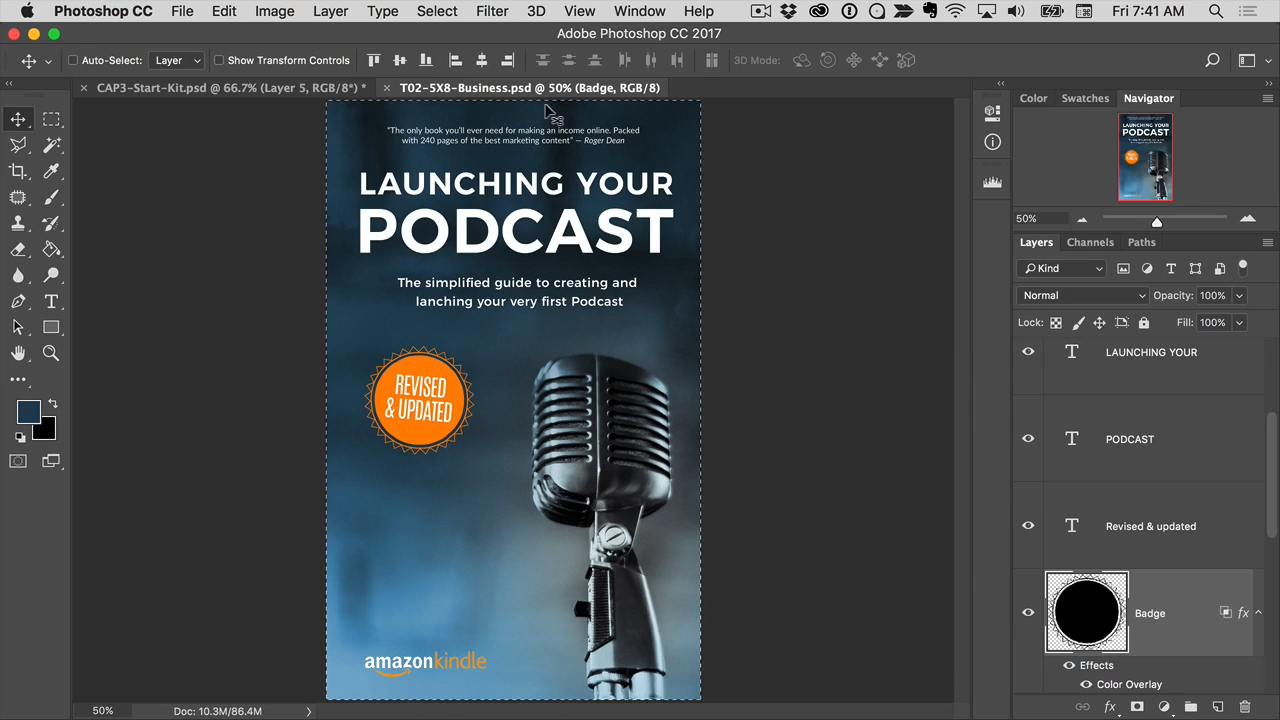 Photoshop CC File Edit Image Layer Type Select Filter 3D View Window Help Fri 7:41 AM
Adobe Photoshop CC 2017
Auto-Select: Layer Show Transform Controls 3D Mode:
CAP3-Start-Kit.psd @ 66.7% (Layer 5, RGB/8*) * T02-5X8-Business.psd @ 50% (Badge, RGB/8)
Color Swatches Navigator
50%
"The only book you'll ever need for making an income online. Packed
with 240 pages of the best marketing content" — Roger Dean
LAUNCHING YOUR
PODCAST
The simplified guide to creating and
lanching your very first Podcast
REVISED
& UPDATED
amazonkindle
Layers Channels Paths
Kind
Normal Opacity: 100%
Lock: Fill: 100%
LAUNCHING YOUR
PODCAST
Revised & updated
Badge fx
Effects
Color Overlay
fx
50% Doc: 10.3M/86.4M